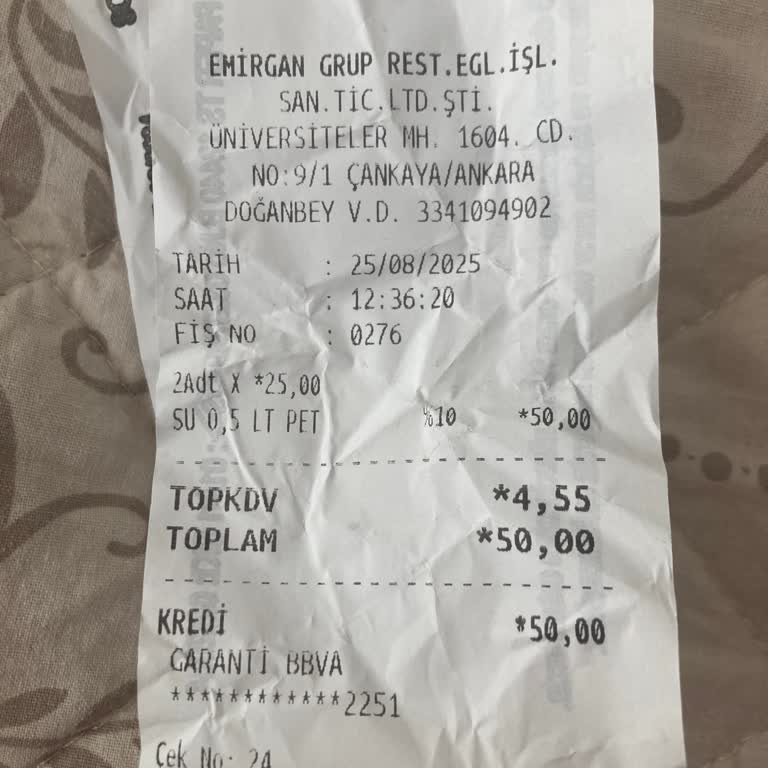 EMİRGAN GRUP REST.EGL.İŞL.
SAN.TİC.LTD.ŞTİ.
ÜNİVERSİTELER MH. 1604. CD.
NO:9/1 ÇANKAYA/ANKARA
DOĞANBEY V.D. 3341094902
TARİH : 25/08/2025
SAAT : 12:36:20
FİŞ NO : 0276
2Adt X *25,00
SU 0,5 LT PET %10 *50,00
TOPKDV *4,55
TOPLAM *50,00
KREDİ *50,00
GARANTİ BBVA
************2251
Çek No: 24